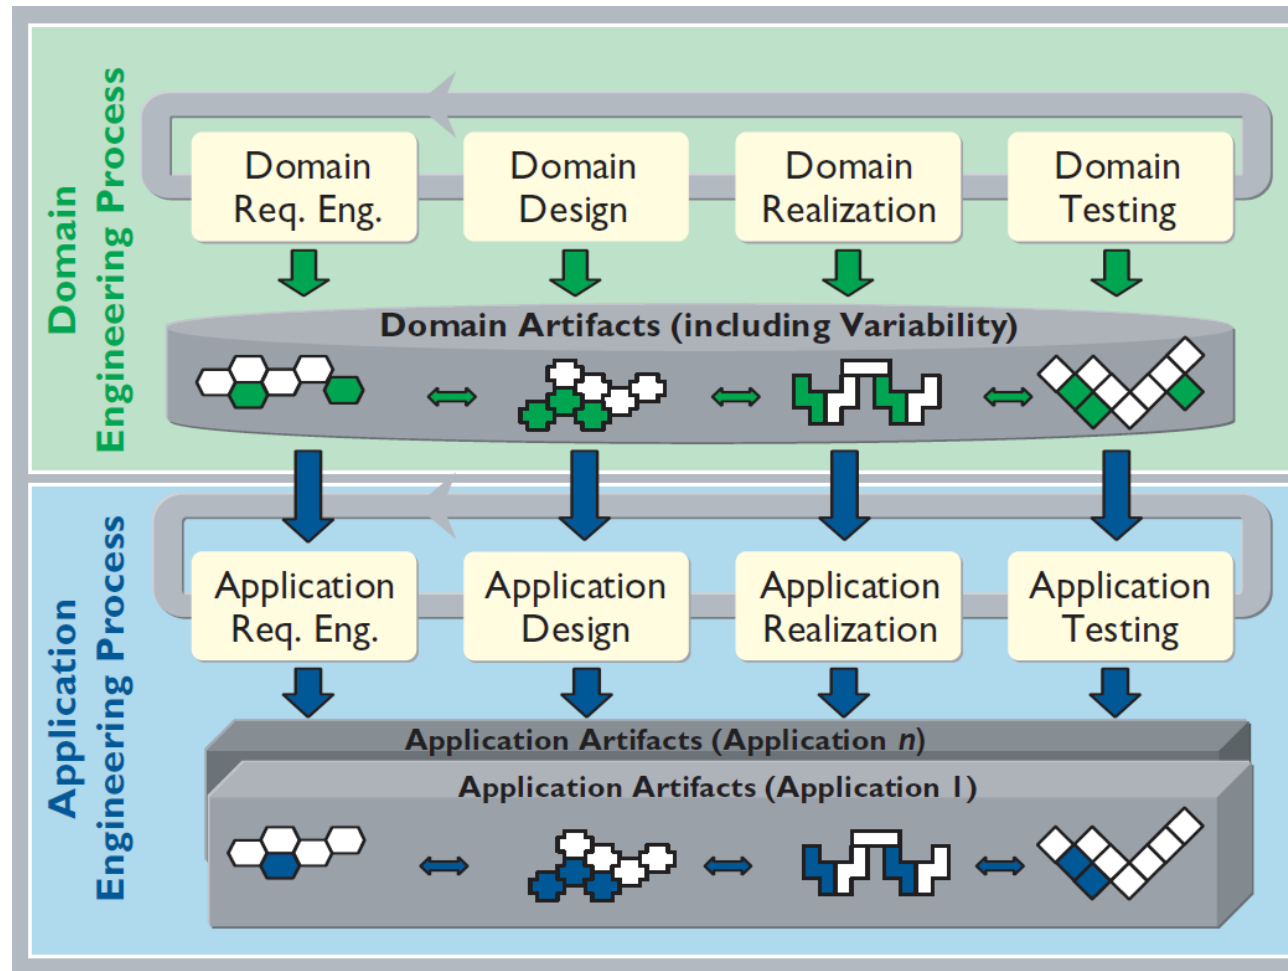 Domain
Engineering Process
Domain
Req. Eng.
Domain
Design
Domain
Realization
Domain
Testing
Domain Artifacts (including Variability)
Application
Engineering Process
Application
Req. Eng.
Application
Design
Application
Realization
Application
Testing
Application Artifacts (Application n)
Application Artifacts (Application 1)